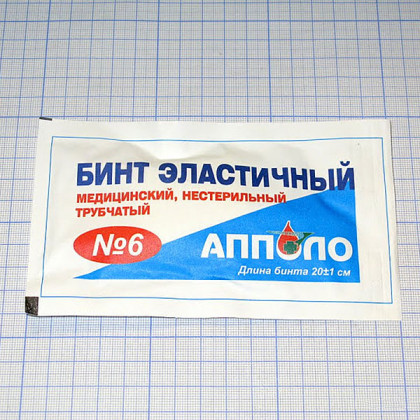 БИНТ ЭЛАСТИЧНЫЙ
МЕДИЦИНСКИЙ, НЕСТЕРИЛЬНЫЙ
ТРУБЧАТЫЙ
№6
АППОЛО
Длина бинта 20±1 см